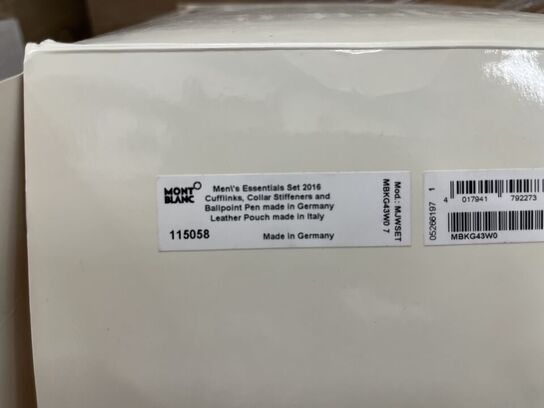 MONT
BLANC
Men\'s Essentials Set 2016
Cufflinks, Collar Stiffeners and
Ballpoint Pen made in Germany
Leather Pouch made in Italy
115058
Made in Germany
Mod.: MJWSET
MBKG43W0 7
05266197 1
4 017941 792273
MBKG43W0